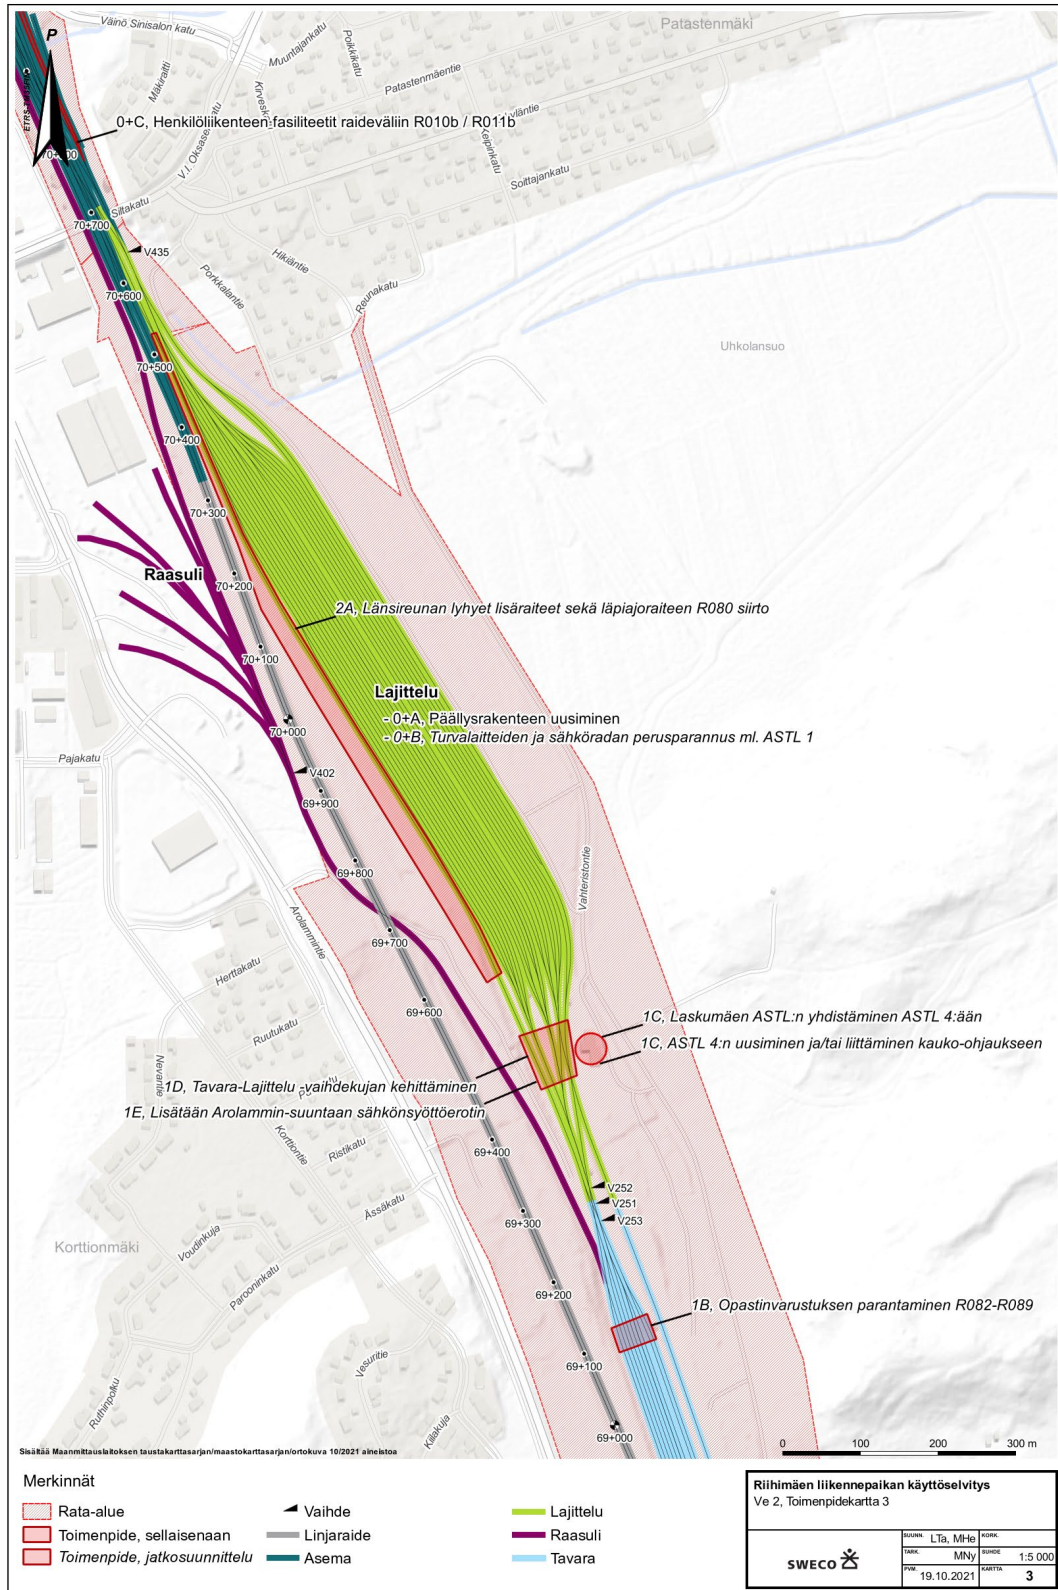 Väinö Sinisalon katu
Patastenmäki
P
Muuntajankatu
Poikkikatu
Mäkiraitti
Patastenmäentie
0+C, Henkilöliikenteen fasiliteetit raideväliin R010b / R011b
V.I. Oksasen katu
Soittajankatu
Siltakatu
70+700
V435
Hikiäntie
Porkkalantie
70+600
Reunakatu
Uhkolansuo
70+500
70+400
70+300
Raasuli
70+200
2A, Länsireunan lyhyet lisäraiteet sekä läpiajoraiteen R080 siirto
70+100
Lajittelu
- 0+A, Päällysrakenteen uusiminen
70+000
- 0+B, Turvalaitteiden ja sähköradan perusparannus ml. ASTL 1
Pajakatu
V402
69+900
69+800
Vahteristontie
Arolammintie
69+700
Herttakatu
69+600
1C, Laskumäen ASTL:n yhdistäminen ASTL 4:ään
Ruutukatu
1C, ASTL 4:n uusiminen ja/tai liittäminen kauko-ohjaukseen
Nevantie
1D, Tavara-Lajittelu -vaihdekujan kehittäminen
1E, Lisätään Arolammin-suuntaan sähkönsyöttöerotin
Korttiontie
Ristikatu
69+400
Ässäkatu
V252
V251
69+300
V253
Voudinkuja
Korttionmäki
Parooninkatu
69+200
1B, Opastinvarustuksen parantaminen R082-R089
Vesuritie
69+100
Ruthinpolku
Kiilakuja
69+000
Sisältää Maanmittauslaitoksen taustakarttasarjan/maastokarttasarjan/ortokuva 10/2021 aineistoa
0 100 200 300 m
Merkinnät
Rata-alue
Toimenpide, sellaisenaan
Toimenpide, jatkosuunnittelu
Vaihde
Linjaraide
Asema
Lajittelu
Raasuli
Tavara
Riihimäen liikennepaikan käyttöselvitys
Ve 2, Toimenpidekartta 3
SWECO
SUUNN. LTa, MHe KORK.
TARK. MNy SUHDE 1:5 000
PVM. 19.10.2021 KARTTA 3